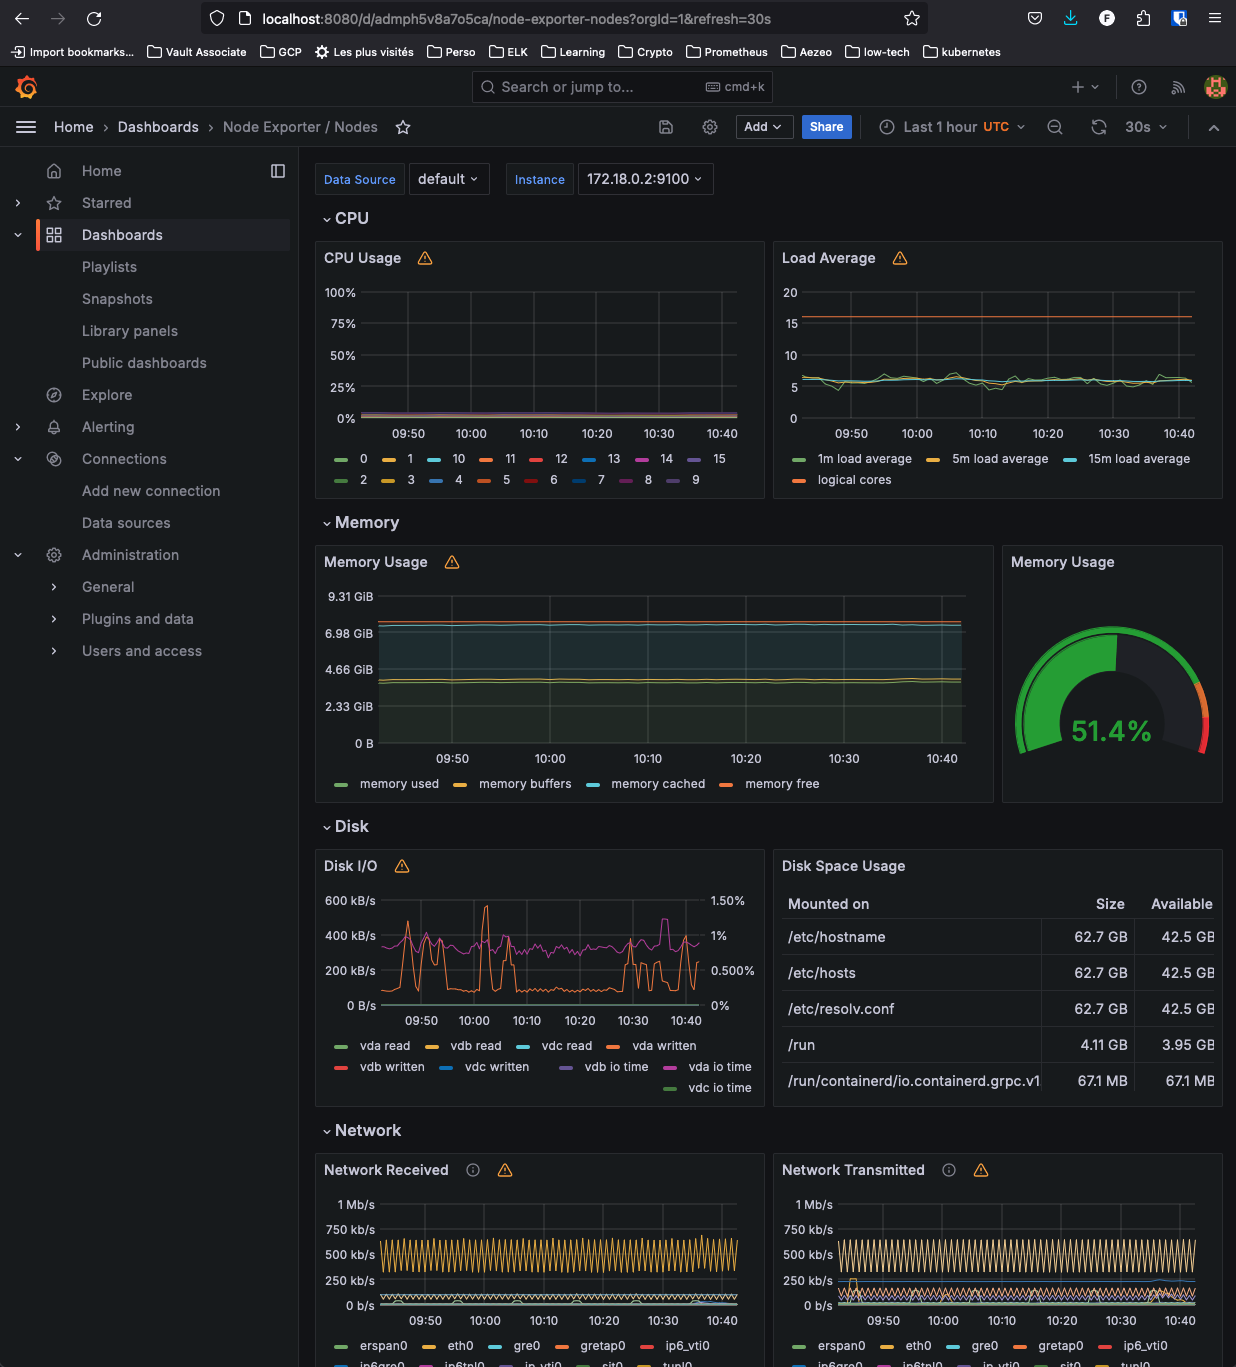 localhost:8080/d/admph5v8a7o5ca/node-exporter-nodes?orgId=1&refresh=30s
F
Import bookmarks... Vault Associate GCP Les plus visités Perso ELK Learning Crypto Prometheus Aezeo low-tech kubernetes
Search or jump to... cmd+k
Home › Dashboards › Node Exporter / Nodes Add Share Last 1 hour UTC 30s
Home
Starred
Dashboards
Playlists
Snapshots
Library panels
Public dashboards
Explore
Alerting
Connections
Add new connection
Data sources
Administration
General
Plugins and data
Users and access
Data Source default Instance 172.18.0.2:9100
CPU
CPU Usage
100%
75%
50%
25%
0%
09:50 10:00 10:10 10:20 10:30 10:40
0 1 10 11 12 13 14 15
2 3 4 5 6 7 8 9
Load Average
20
15
10
5
0
09:50 10:00 10:10 10:20 10:30 10:40
1m load average 5m load average 15m load average
logical cores
Memory
Memory Usage
9.31 GiB
6.98 GiB
4.66 GiB
2.33 GiB
0 B
09:50 10:00 10:10 10:20 10:30 10:40
memory used memory buffers memory cached memory free
Memory Usage
51.4%
Disk
Disk I/O
600 kB/s 1.50%
400 kB/s 1%
200 kB/s 0.500%
0 B/s 0%
09:50 10:00 10:10 10:20 10:30 10:40
vda read vdb read vdc read vda written
vdb written vdc written vdb io time vda io time
vdc io time
Disk Space Usage
Mounted on Size Available
/etc/hostname 62.7 GB 42.5 GB
/etc/hosts 62.7 GB 42.5 GB
/etc/resolv.conf 62.7 GB 42.5 GB
/run 4.11 GB 3.95 GB
/run/containerd/io.containerd.grpc.v1 67.1 MB 67.1 MB
Network
Network Received
1 Mb/s
750 kb/s
500 kb/s
250 kb/s
0 b/s
09:50 10:00 10:10 10:20 10:30 10:40
erspan0 eth0 gre0 gretap0 ip6_vti0
ip6gre0 ip6tnl0 ip_vti0 sit0 tunl0
Network Transmitted
1 Mb/s
750 kb/s
500 kb/s
250 kb/s
0 b/s
09:50 10:00 10:10 10:20 10:30 10:40
erspan0 eth0 gre0 gretap0 ip6_vti0
ip6gre0 ip6tnl0 ip_vti0 sit0 tunl0